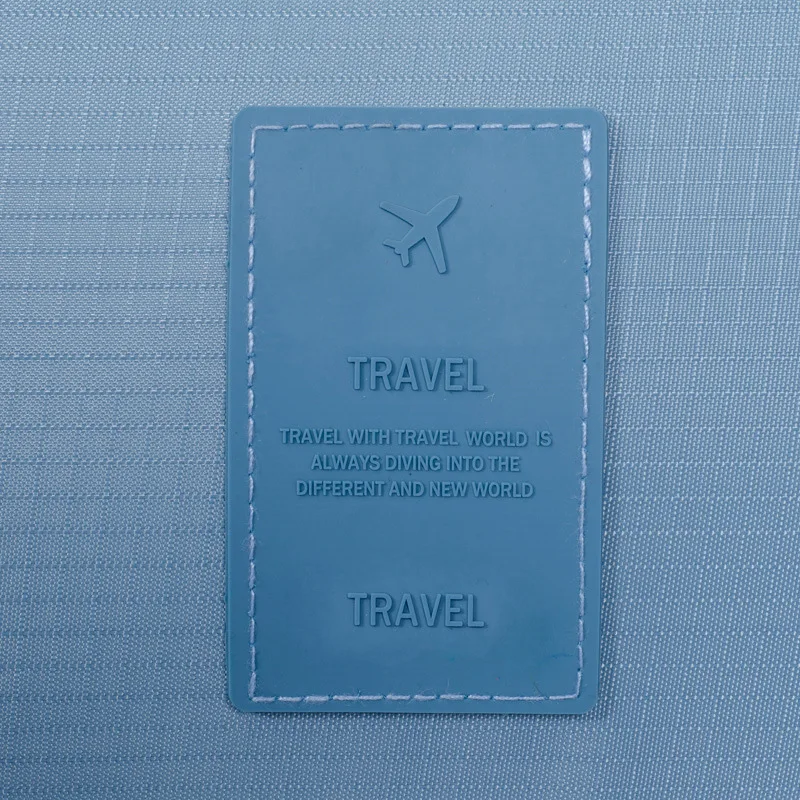 TRAVEL
TRAVEL WITH TRAVEL WORLD IS
ALWAYS DIVING INTO THE
DIFFERENT AND NEW WORLD
TRAVEL